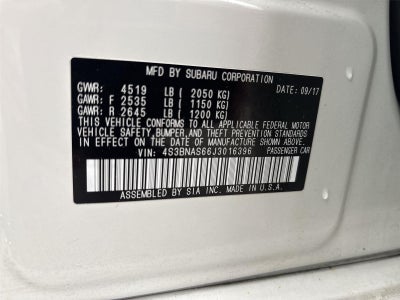 MFD BY SUBARU CORPORATION DATE: 09/17
GVWR: 4519 LB ( 2050 KG)
GAWR: F 2535 LB ( 1150 KG)
GAWR: R 2645 LB ( 1200 KG)
THIS VEHICLE CONFORMS TO ALL APPLICABLE FEDERAL MOTOR
VEHICLE SAFETY, BUMPER, AND THEFT PREVENTION STANDARDS
IN EFFECT ON THE DATE OF MANUFACTURE SHOWN ABOVE.
VIN: 4S3BNAS66J3016396 PASSENGER CAR
ASSEMBLED BY SIA INC. MADE IN U.S.A.